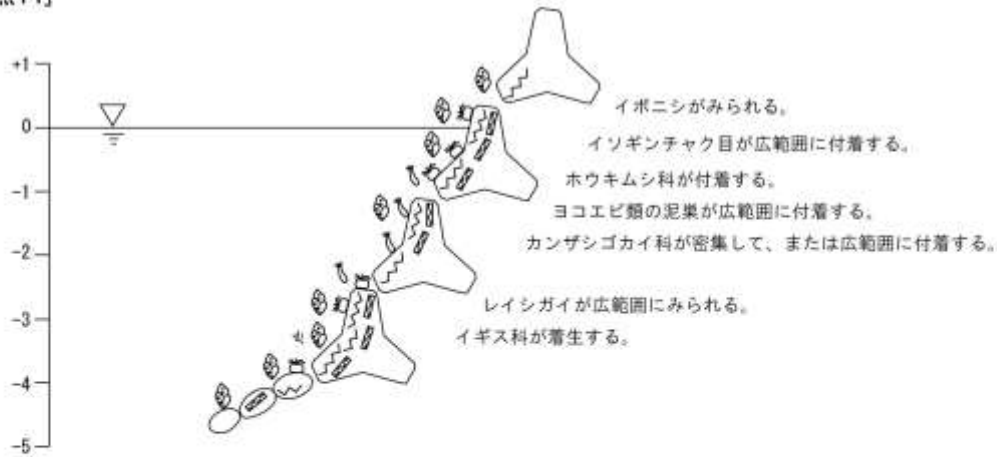 +1
イボニシがみられる。
0
イソギンチャク目が広範囲に付着する。
ホウキムシ科が付着する。
-1
ヨコエビ類の泥巣が広範囲に付着する。
カンザシゴカイ科が密集して、または広範囲に付着する。
-2
レイシガイが広範囲にみられる。
-3
イギス科が着生する。
-4
-5